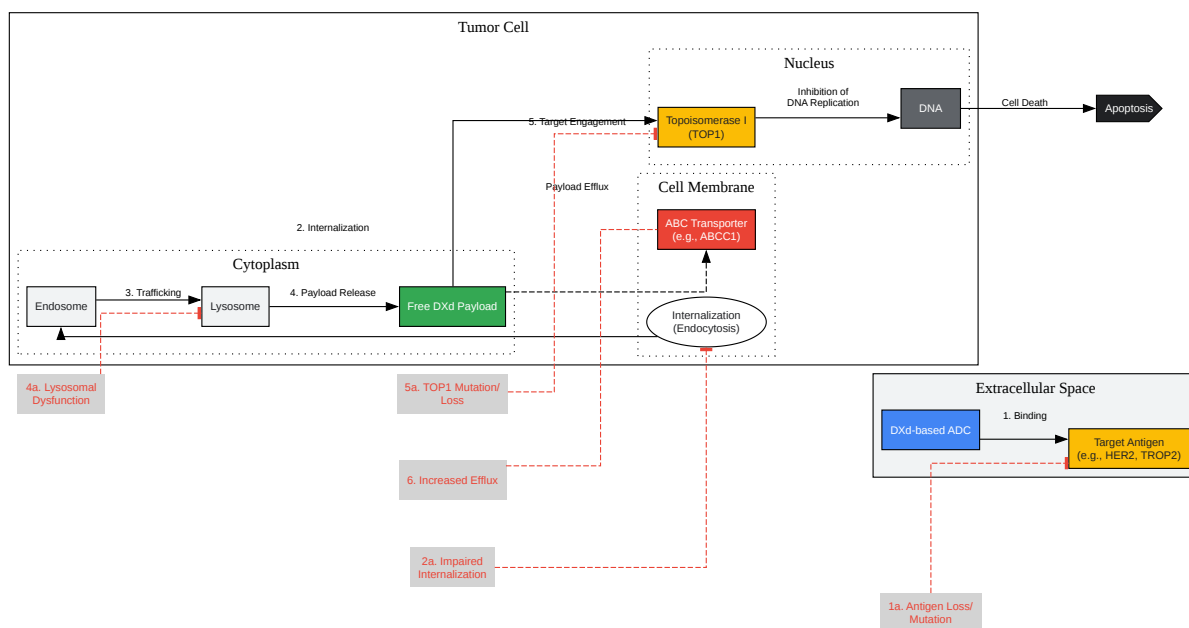 Tumor Cell
Nucleus
Inhibition of
DNA Replication
DNA
Cell Death
Apoptosis
5. Target Engagement
Topoisomerase I
(TOP1)
Payload Efflux
Cell Membrane
ABC Transporter
(e.g., ABCC1)
2. Internalization
Cytoplasm
Endosome
3. Trafficking
Lysosome
4. Payload Release
Free DXd Payload
Internalization
(Endocytosis)
4a. Lysosomal
Dysfunction
5a. TOP1 Mutation/
Loss
Extracellular Space
DXd-based ADC
1. Binding
Target Antigen
(e.g., HER2, TROP2)
6. Increased Efflux
2a. Impaired
Internalization
1a. Antigen Loss/
Mutation